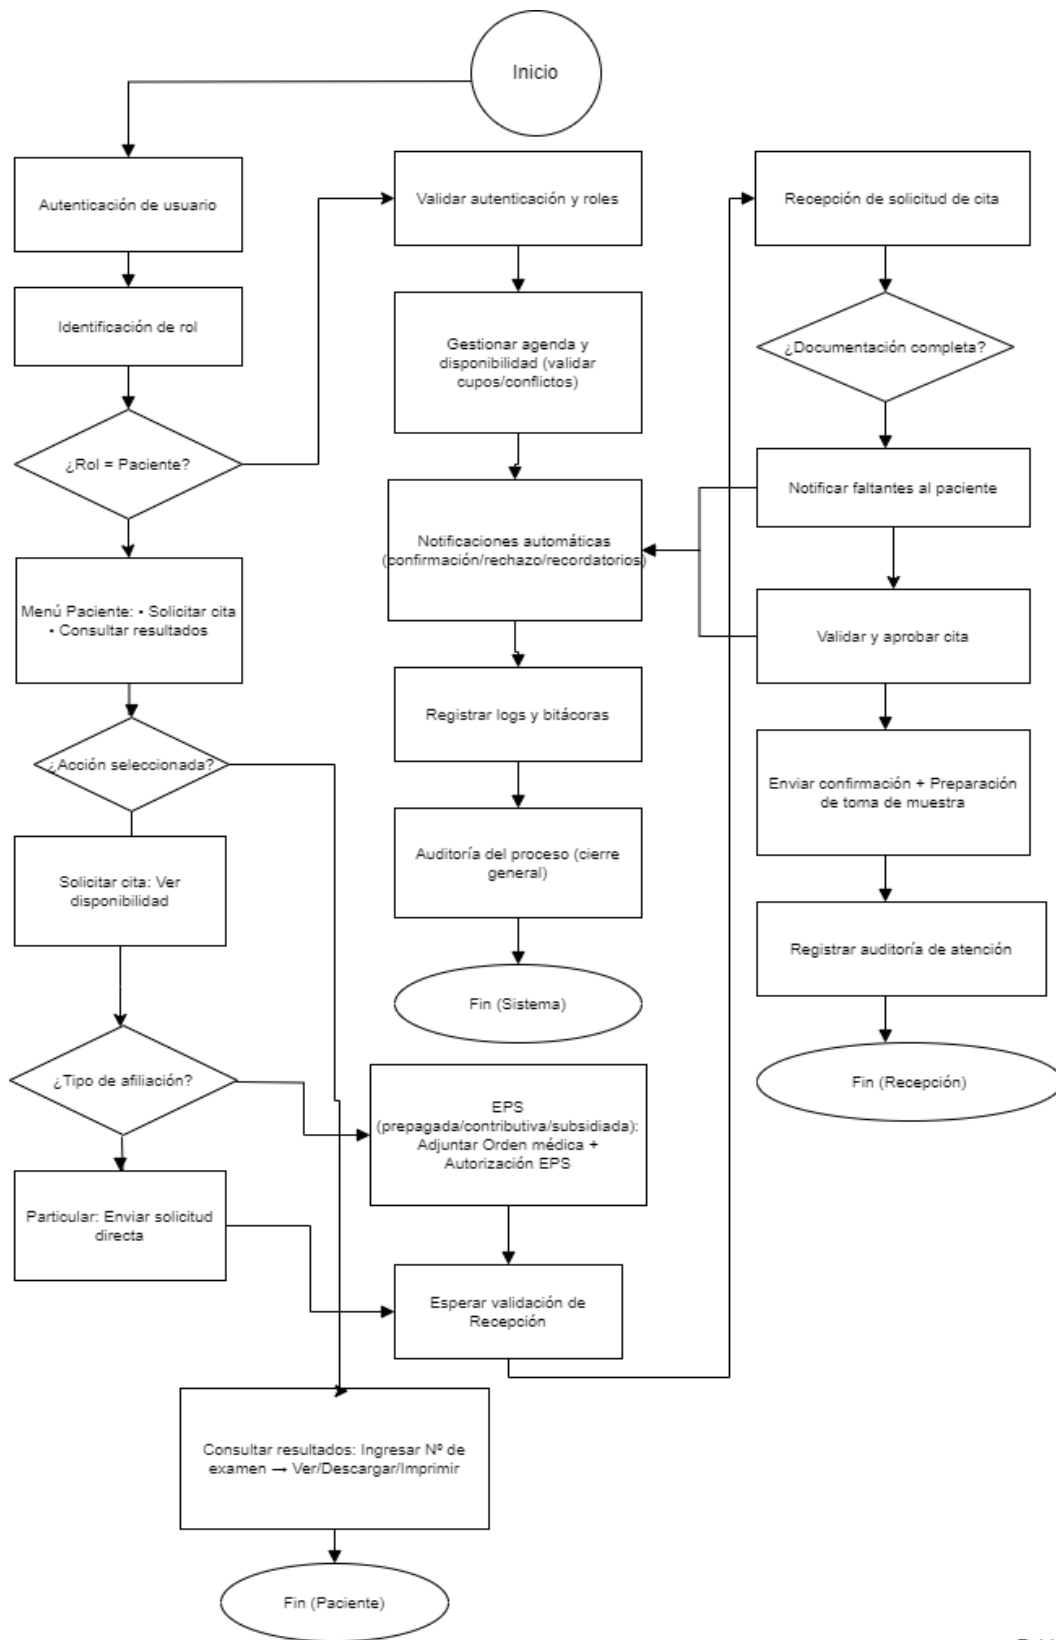 Inicio
Autenticación de usuario
Identificación de rol
¿Rol = Paciente?
Menú Paciente: • Solicitar cita
• Consultar resultados
¿Acción seleccionada?
Solicitar cita: Ver
disponibilidad
¿Tipo de afiliación?
Particular: Enviar solicitud
directa
Validar autenticación y roles
Gestionar agenda y
disponibilidad (validar
cupos/conflictos)
Notificaciones automáticas
(confirmación/rechazo/recordatorios)
Registrar logs y bitácoras
Auditoría del proceso (cierre
general)
Fin (Sistema)
EPS
(prepagada/contributiva/subsidiada):
Adjuntar Orden médica +
Autorización EPS
Esperar validación de
Recepción
Consultar resultados: Ingresar Nº de
examen → Ver/Descargar/Imprimir
Fin (Paciente)
Recepción de solicitud de cita
¿Documentación completa?
Notificar faltantes al paciente
Validar y aprobar cita
Enviar confirmación + Preparación
de toma de muestra
Registrar auditoría de atención
Fin (Recepción)